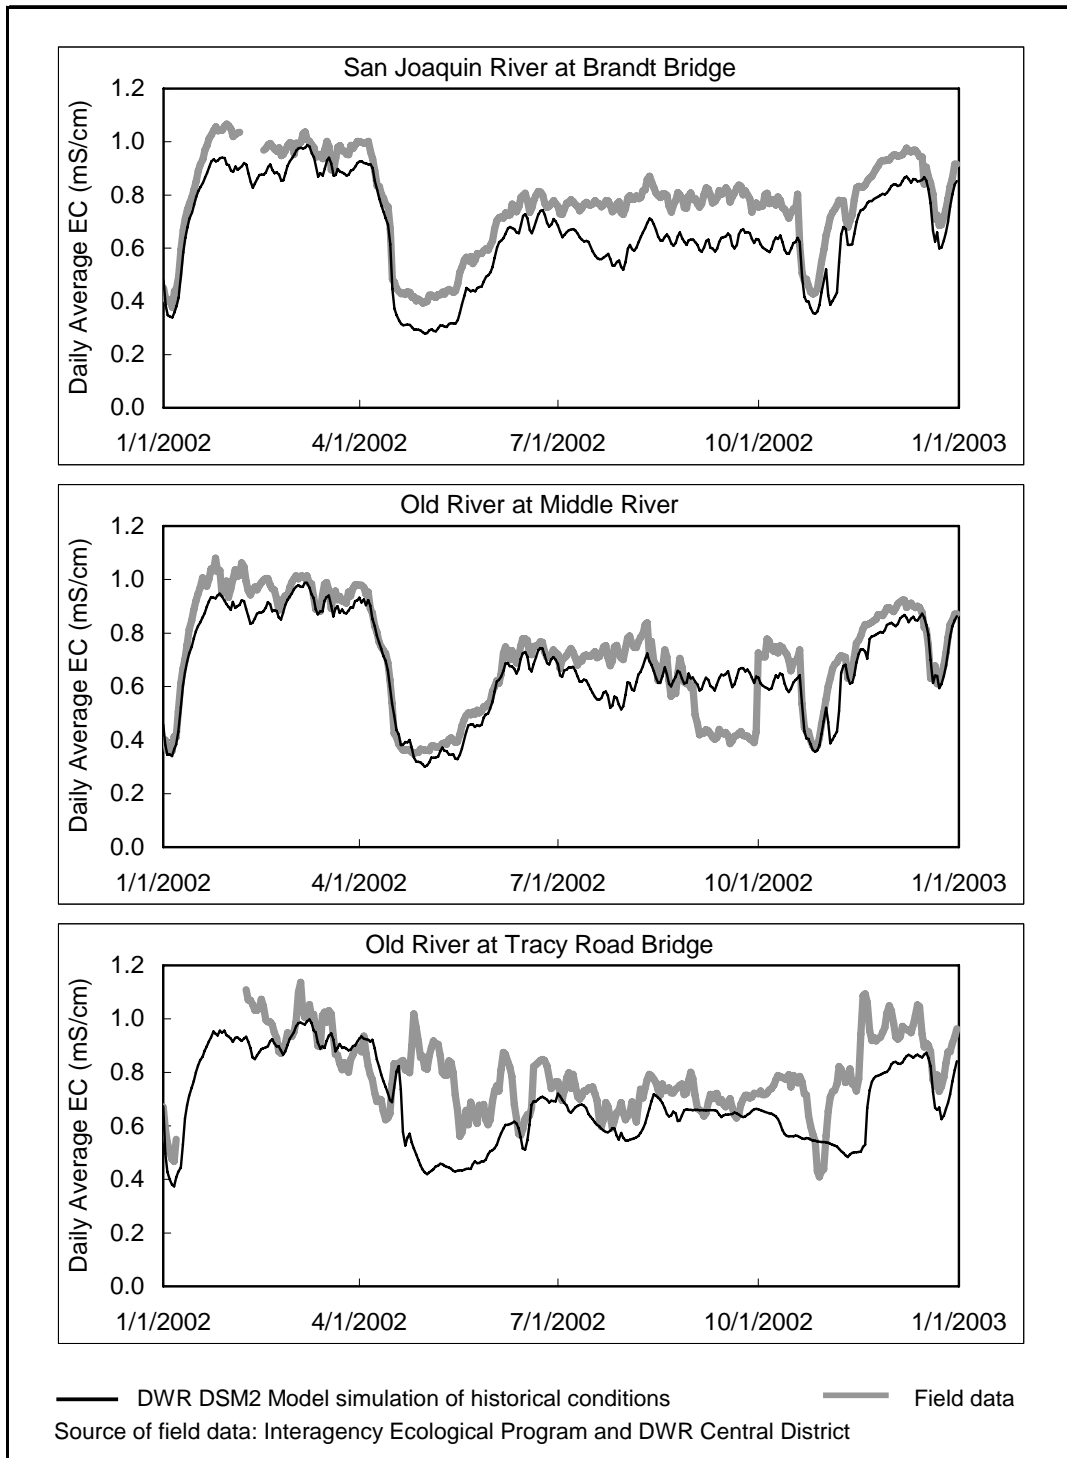 San Joaquin River at Brandt Bridge
Daily Average EC (mS/cm)
1.2
1.0
0.8
0.6
0.4
0.2
0.0
1/1/2002 4/1/2002 7/1/2002 10/1/2002 1/1/2003
Old River at Middle River
Daily Average EC (mS/cm)
1.2
1.0
0.8
0.6
0.4
0.2
0.0
1/1/2002 4/1/2002 7/1/2002 10/1/2002 1/1/2003
Old River at Tracy Road Bridge
Daily Average EC (mS/cm)
1.2
1.0
0.8
0.6
0.4
0.2
0.0
1/1/2002 4/1/2002 7/1/2002 10/1/2002 1/1/2003
DWR DSM2 Model simulation of historical conditions Field data
Source of field data: Interagency Ecological Program and DWR Central District